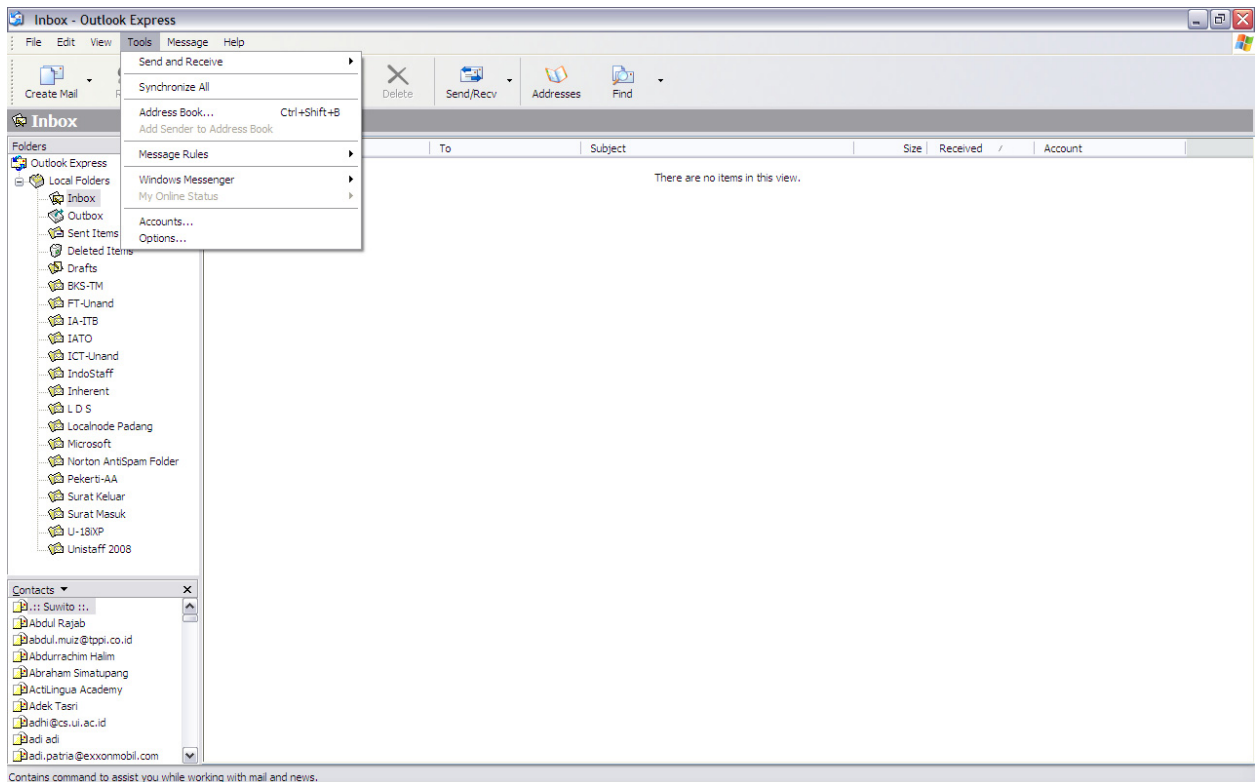 Inbox - Outlook Express
File Edit View Tools Message Help
Send and Receive
Synchronize All
Address Book... Ctrl+Shift+B
Add Sender to Address Book
Message Rules
Windows Messenger
My Online Status
Accounts...
Options...
Create Mail Delete Send/Recv Addresses Find
Inbox
Folders
To Subject Size Received / Account
There are no items in this view.
Outlook Express
Local Folders
Inbox
Outbox
Sent Items
Deleted Items
Drafts
BKS-TM
FT-Unand
IA-ITB
IATO
ICT-Unand
IndoStaff
Inherent
L D S
Localnode Padang
Microsoft
Norton AntiSpam Folder
Pekerti-AA
Surat Keluar
Surat Masuk
U-18iXP
Unistaff 2008
Contacts
.:: Suwito ::.
Abdul Rajab
abdul.muiz@tppi.co.id
Abdurrachim Halim
Abraham Simatupang
ActiLingua Academy
Adek Tasri
adhi@cs.ui.ac.id
adi adi
adi.patria@exxonmobil.com
Contains command to assist you while working with mail and news.